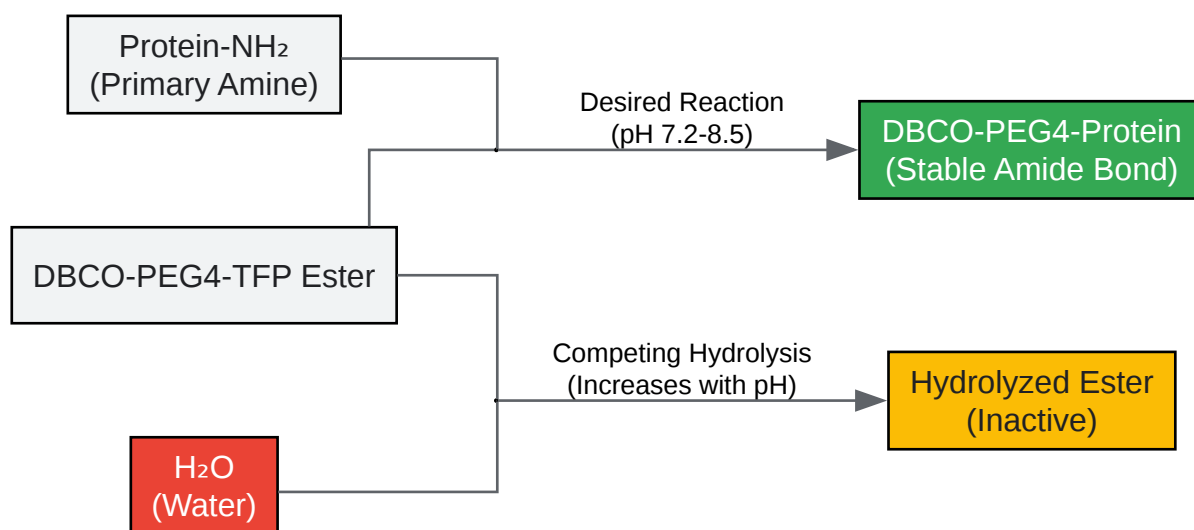 Protein-NH₂
(Primary Amine)
Desired Reaction
(pH 7.2-8.5)
DBCO-PEG4-Protein
(Stable Amide Bond)
DBCO-PEG4-TFP Ester
Competing Hydrolysis
(Increases with pH)
Hydrolyzed Ester
(Inactive)
H₂O
(Water)